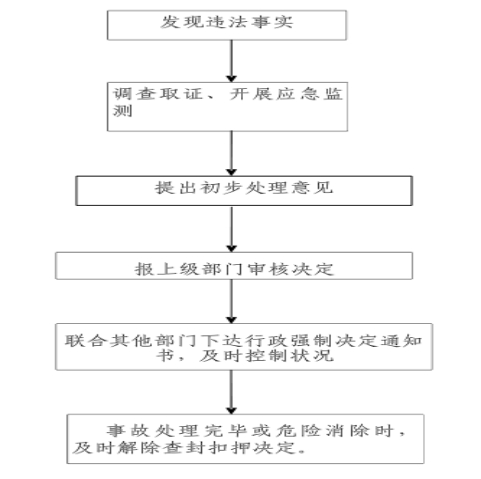 发现违法事实
调查取证、开展应急监
测
提出初步处理意见
报上级部门审核决定
联合其他部门下达行政强制决定通知
书，及时控制状况
事故处理完毕或危险消除时，
及时解除查封扣押决定。